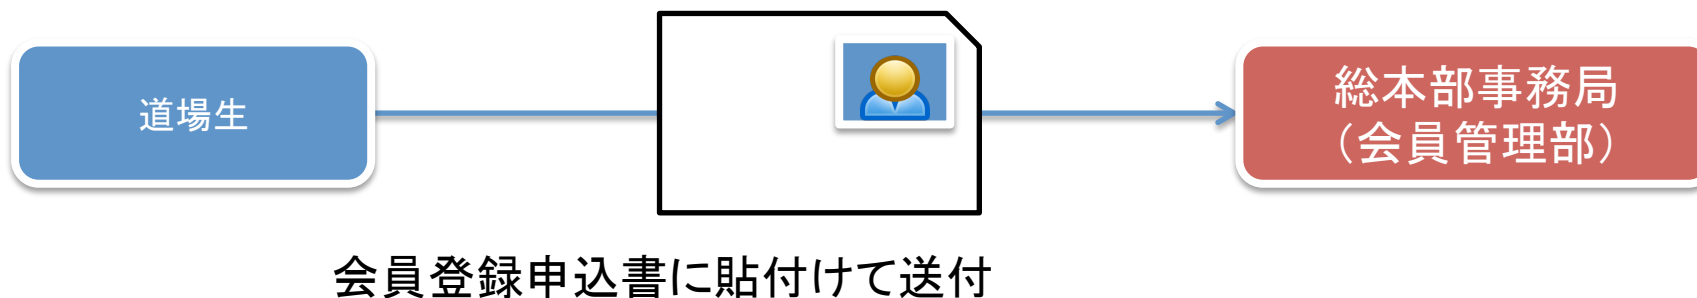 道場生
総本部事務局
（会員管理部）
会員登録申込書に貼付けて送付